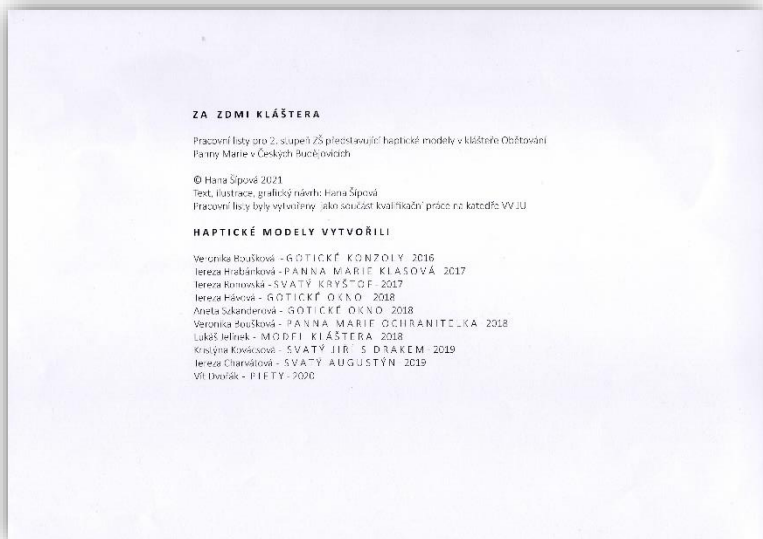 ZA ZDMI KLÁŠTERA
Pracovní listy pro 2. stupeň ZŠ představující haptické modely v klášteře Obětování
Panny Marie v Českých Budějovicích
© Hana Šípová 2021
Text, ilustrace, grafický návrh: Hana Šípová
Pracovní listy byly vytvořeny jako součást kvalifikační práce na katedře VV JU
HAPTICKÉ MODELY VYTVOŘILI
Veronika Boušková - GOTICKÉ KONZOLY 2016
Tereza Hrabánková - PANNA MARIE KLASOVÁ 2017
Tereza Ronovská - SVATÝ KRYŠTOF - 2017
Tereza Hávová - GOTICKÉ OKNO 2018
Aneta Szkanderová - GOTICKÉ OKNO 2018
Veronika Boušková - PANNA MARIE OCHRANITELKA 2018
Lukáš Jelínek - MODEL KLÁŠTERA 2018
Kristýna Kovácsová - SVATÝ JIŘÍ S DRAKEM - 2019
Tereza Charvátová - SVATÝ AUGUSTÝN - 2019
Vít Dvořák - PIETY - 2020